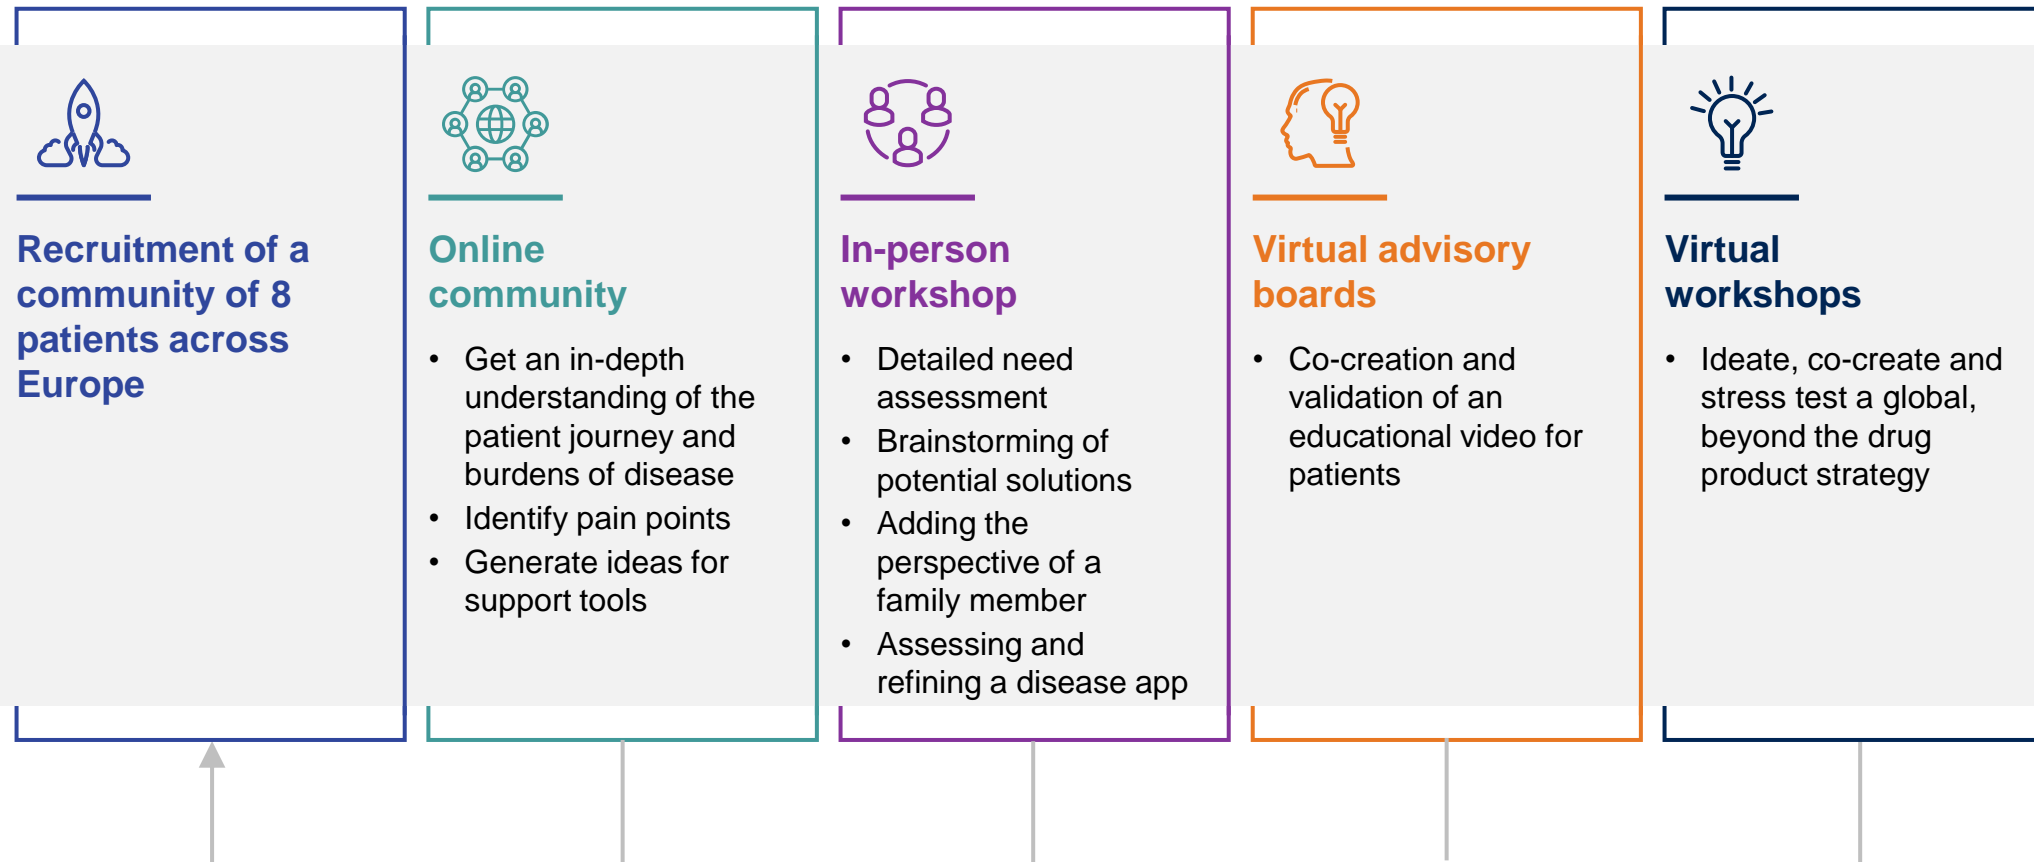 Recruitment of a
community of 8
patients across
Europe
Online
community
• Get an in-depth
understanding of the
patient journey and
burdens of disease
• Identify pain points
• Generate ideas for
support tools
In-person
workshop
• Detailed need
assessment
• Brainstorming of
potential solutions
• Adding the
perspective of a
family member
• Assessing and
refining a disease app
Virtual advisory
boards
• Co-creation and
validation of an
educational video for
patients
Virtual
workshops
• Ideate, co-create and
stress test a global,
beyond the drug
product strategy